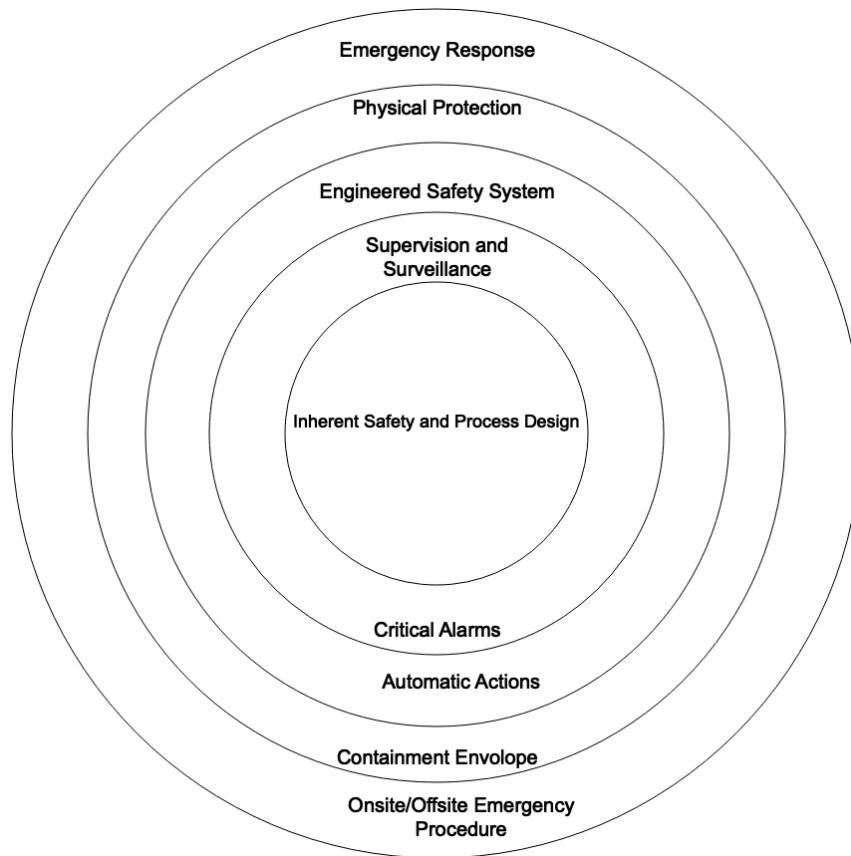 Emergency Response
Physical Protection
Engineered Safety System
Supervision and
Surveillance
Inherent Safety and Process Design
Critical Alarms
Automatic Actions
Containment Envolope
Onsite/Offsite Emergency
Procedure